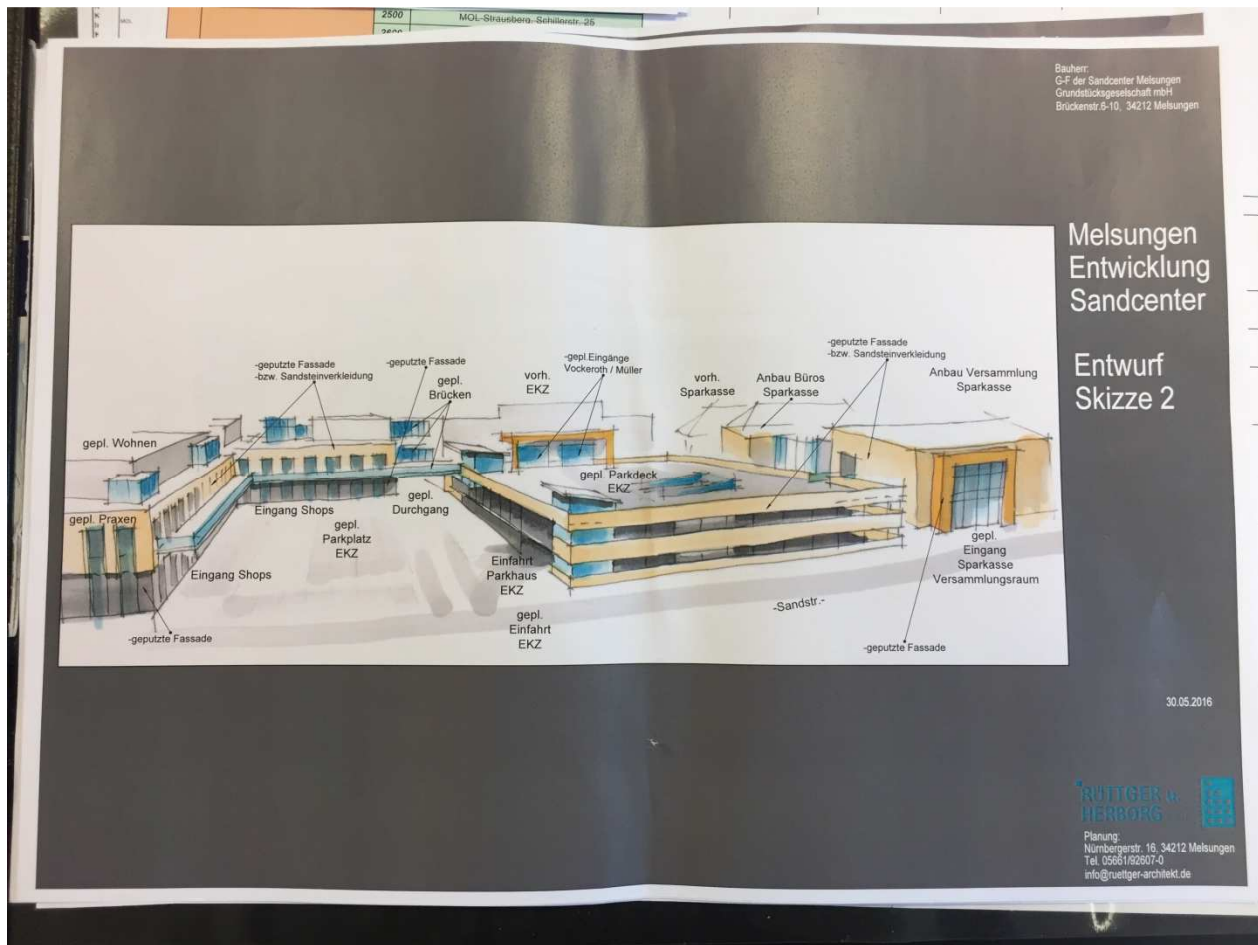 2500
MOL-Strausberg, Schillerstr. 25
2600
MOL
Bauherr:
G-F der Sandcenter Melsungen
Grundstücksgeselschaft mbH
Brückenstr.6-10, 34212 Melsungen
Melsungen
Entwicklung
Sandcenter
Entwurf
Skizze 2
-geputzte Fassade
-bzw. Sandsteinverkleidung
-geputzte Fassade
gepl.
Brücken
vorh.
EKZ
-gepl.Eingänge
Vockeroth / Müller
vorh.
Sparkasse
Anbau Büros
Sparkasse
-geputzte Fassade
-bzw. Sandsteinverkleidung
Anbau Versammlung
Sparkasse
gepl. Wohnen
gepl. Praxen
Eingang Shops
gepl.
Parkplatz
EKZ
gepl.
Durchgang
gepl. Parkdeck
EKZ
Eingang Shops
Einfahrt
Parkhaus
EKZ
gepl.
Einfahrt
EKZ
-Sandstr.-
gepl.
Eingang
Sparkasse
Versammlungsraum
-geputzte Fassade
-geputzte Fassade
30.05.2016
RÜTTGER
HERBORG
Planung:
Nürnbergerstr. 16, 34212 Melsungen
Tel. 05661/92607-0
info@ruettger-architekt.de